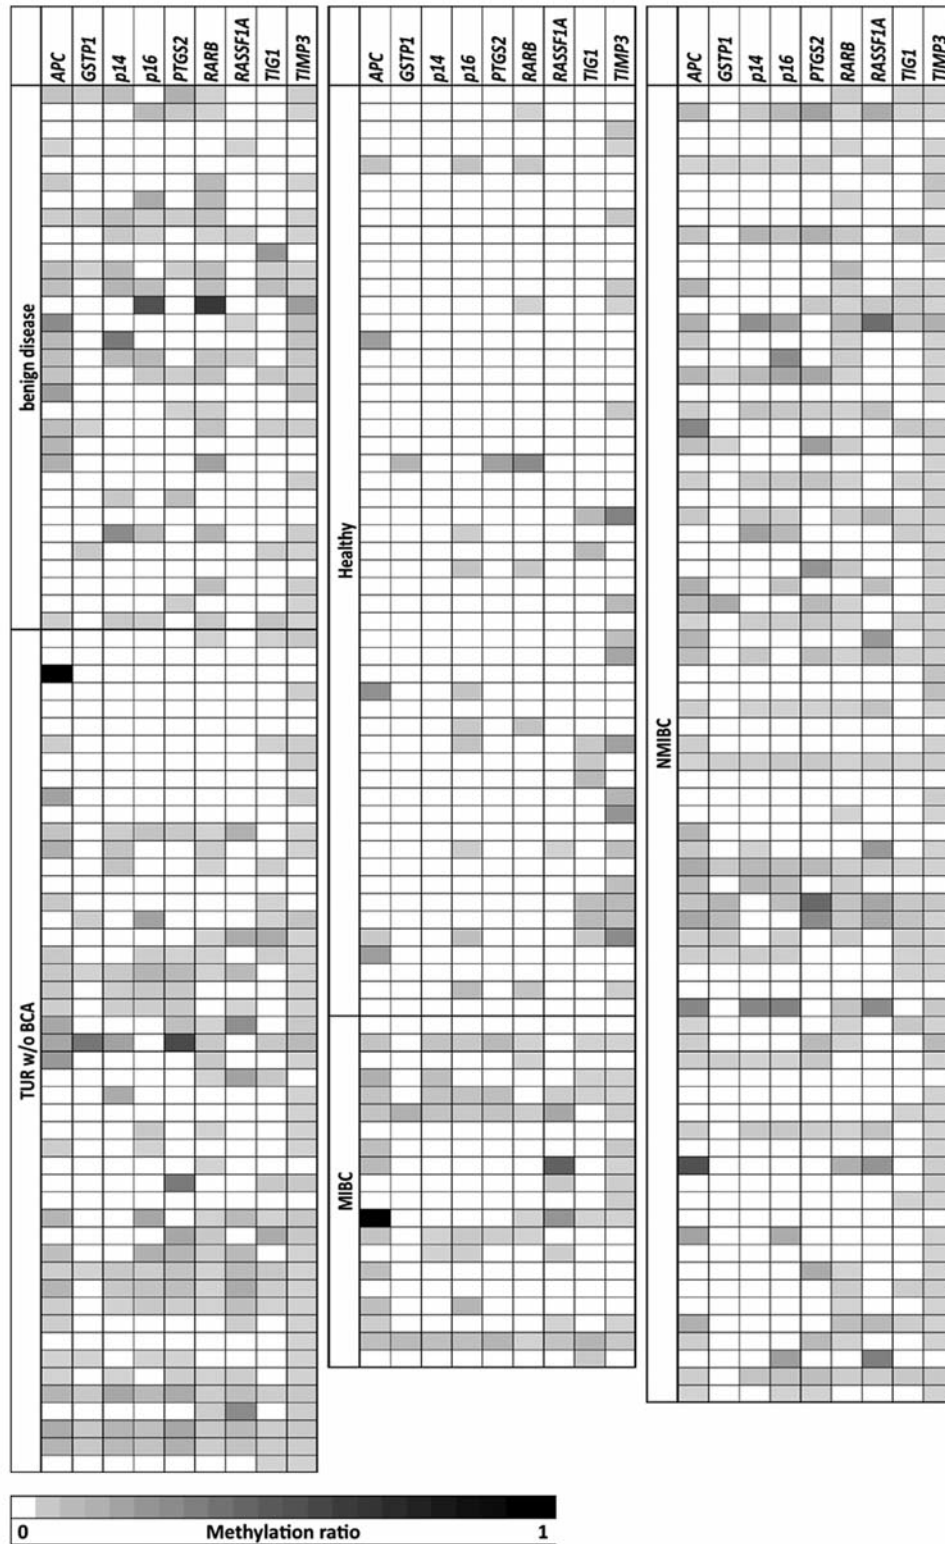 APC GSTP1 p14 p16 PTGS2 RARB RASSF1A TIG1 TIMP3
benign disease
TUR w/o BCA
APC GSTP1 p14 p16 PTGS2 RARB RASSF1A TIG1 TIMP3
Healthy
MIBC
APC GSTP1 p14 p16 PTGS2 RARB RASSF1A TIG1 TIMP3
NMIBC
0 Methylation ratio 1